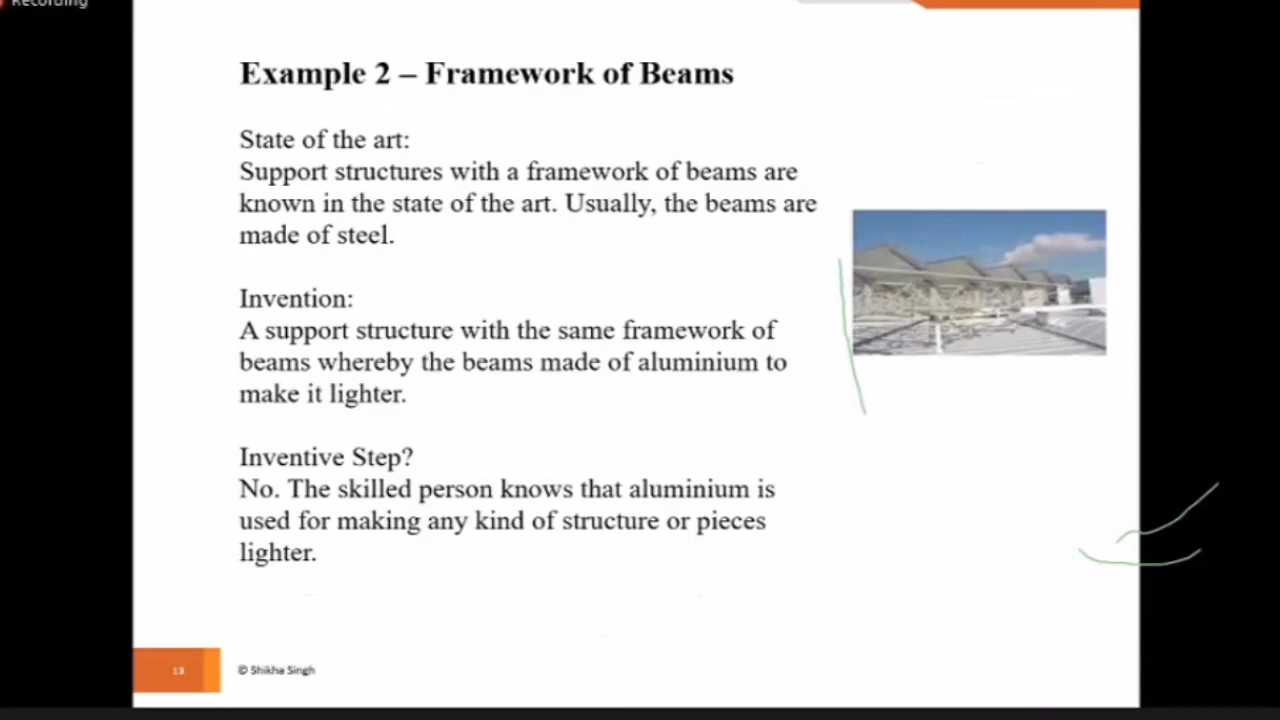 Recording
Example 2 – Framework of Beams
State of the art:
Support structures with a framework of beams are
known in the state of the art. Usually, the beams are
made of steel.
Invention:
A support structure with the same framework of
beams whereby the beams made of aluminium to
make it lighter.
Inventive Step?
No. The skilled person knows that aluminium is
used for making any kind of structure or pieces
lighter.
13
© Shikha Singh